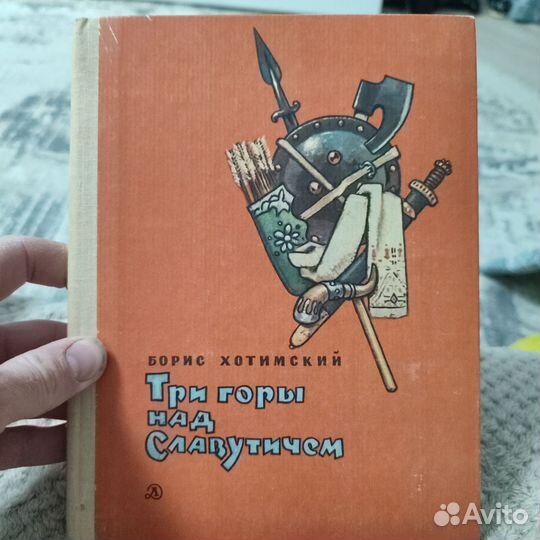 БОРИС ХОТИМСКИЙ
Три горы
над
Славутичем
Avito